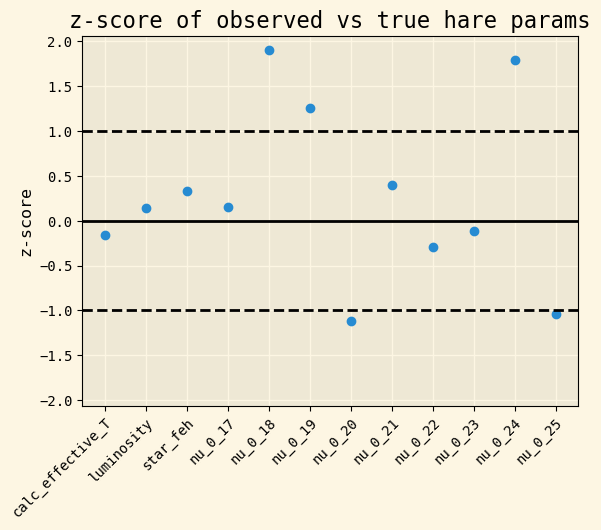 z-score of observed vs true hare params
z-score
2.0
1.5
1.0
0.5
0.0
−0.5
−1.0
−1.5
−2.0
calc_effective_T
luminosity
star_feh
nu_0_17
nu_0_18
nu_0_19
nu_0_20
nu_0_21
nu_0_22
nu_0_23
nu_0_24
nu_0_25